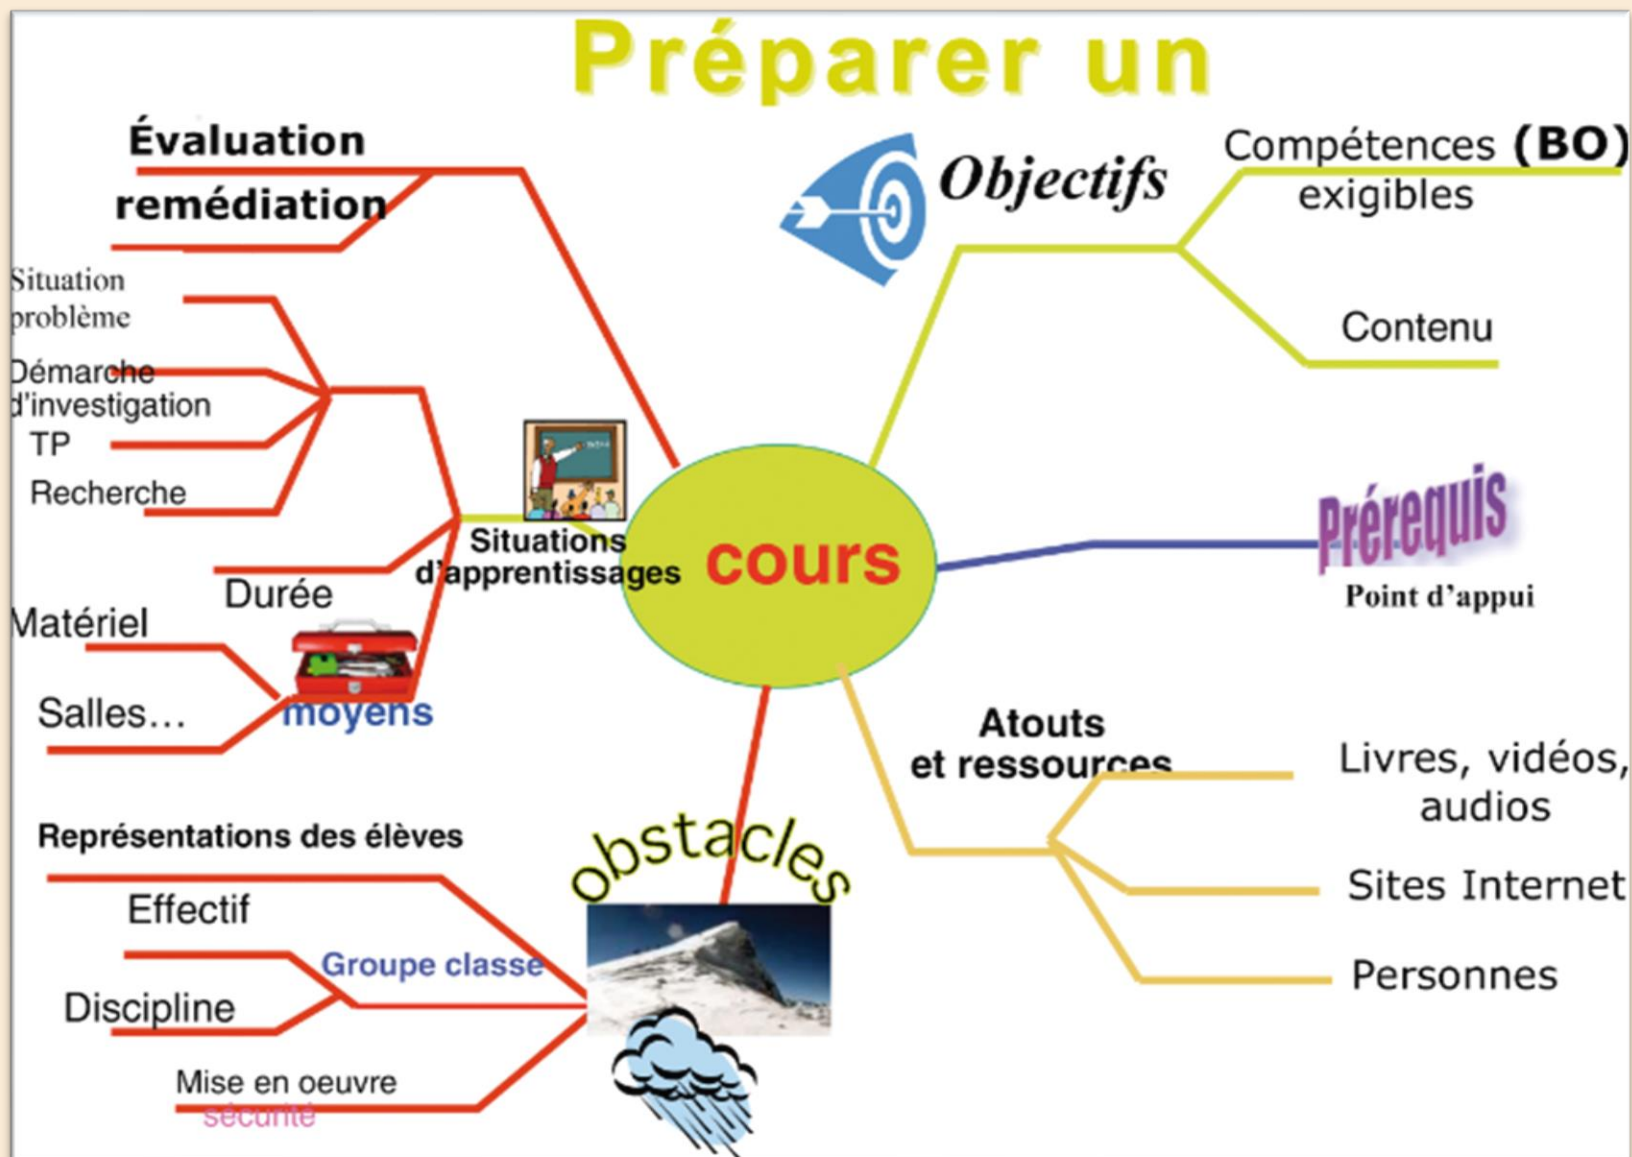 Préparer un
cours
Objectifs
Compétences (BO)
exigibles
Contenu
Prérequis
Point d'appui
Atouts
et ressources
Livres, vidéos,
audios
Sites Internet
Personnes
obstacles
Représentations des élèves
Groupe classe
Effectif
Discipline
Mise en oeuvre
sécurité
Situations
d'apprentissages
Situation
problème
Démarche
d'investigation
TP
Recherche
Durée
moyens
Matériel
Salles...
Évaluation
remédiation